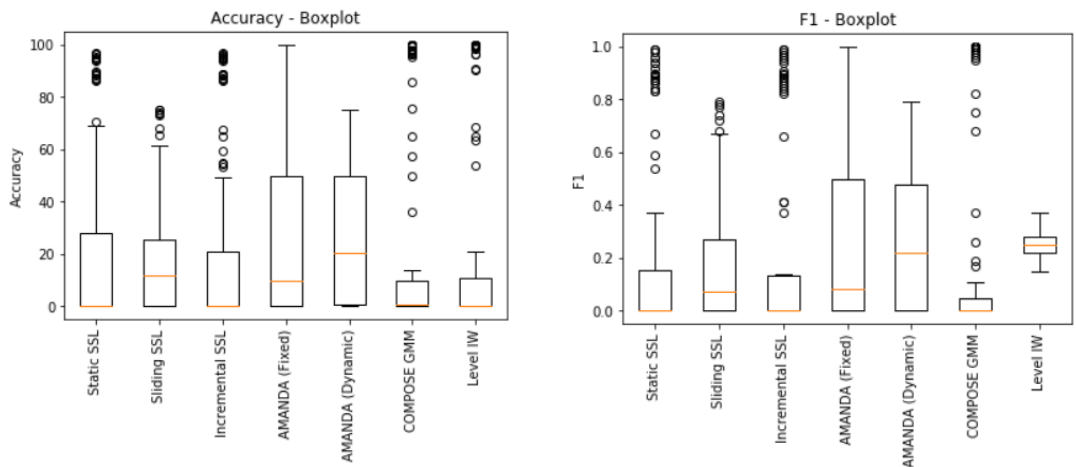 Accuracy - Boxplot
100
80
60
40
20
0
Accuracy
Static SSL
Sliding SSL
Incremental SSL
AMANDA (Fixed)
AMANDA (Dynamic)
COMPOSE GMM
Level IW
F1 - Boxplot
1.0
0.8
0.6
0.4
0.2
0.0
F1
Static SSL
Sliding SSL
Incremental SSL
AMANDA (Fixed)
AMANDA (Dynamic)
COMPOSE GMM
Level IW